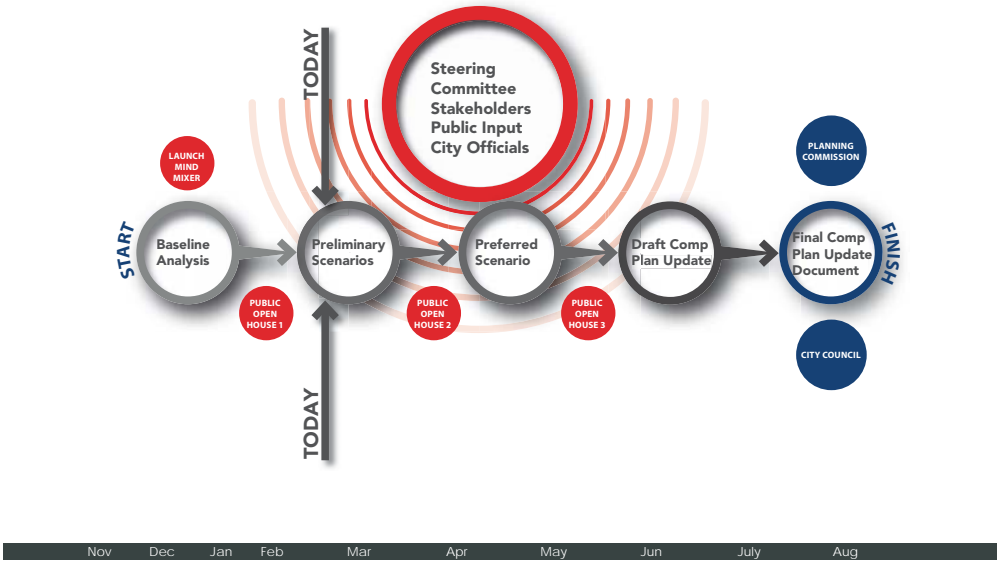 TODAY
Steering
Committee
Stakeholders
Public Input
City Officials
LAUNCH
MIND
MIXER
PLANNING
COMMISSION
START
Baseline
Analysis
Preliminary
Scenarios
Preferred
Scenario
Draft Comp
Plan Update
Final Comp
Plan Update
Document
FINISH
PUBLIC
OPEN
HOUSE 1
PUBLIC
OPEN
HOUSE 2
PUBLIC
OPEN
HOUSE 3
CITY COUNCIL
TODAY
Nov Dec Jan Feb Mar Apr May Jun July Aug